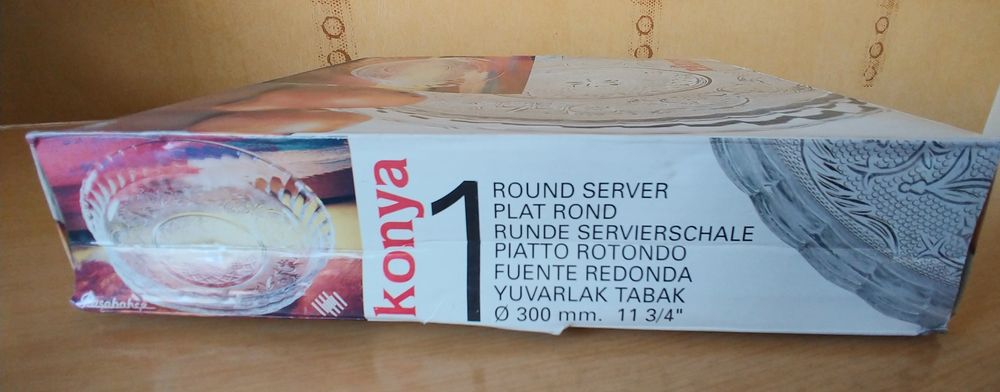 Paşabahçe
konya
1
ROUND SERVER
PLAT ROND
RUNDE SERVIERSCHALE
PIATTO ROTONDO
FUENTE REDONDA
YUVARLAK TABAK
Ø 300 mm. 11 3/4"